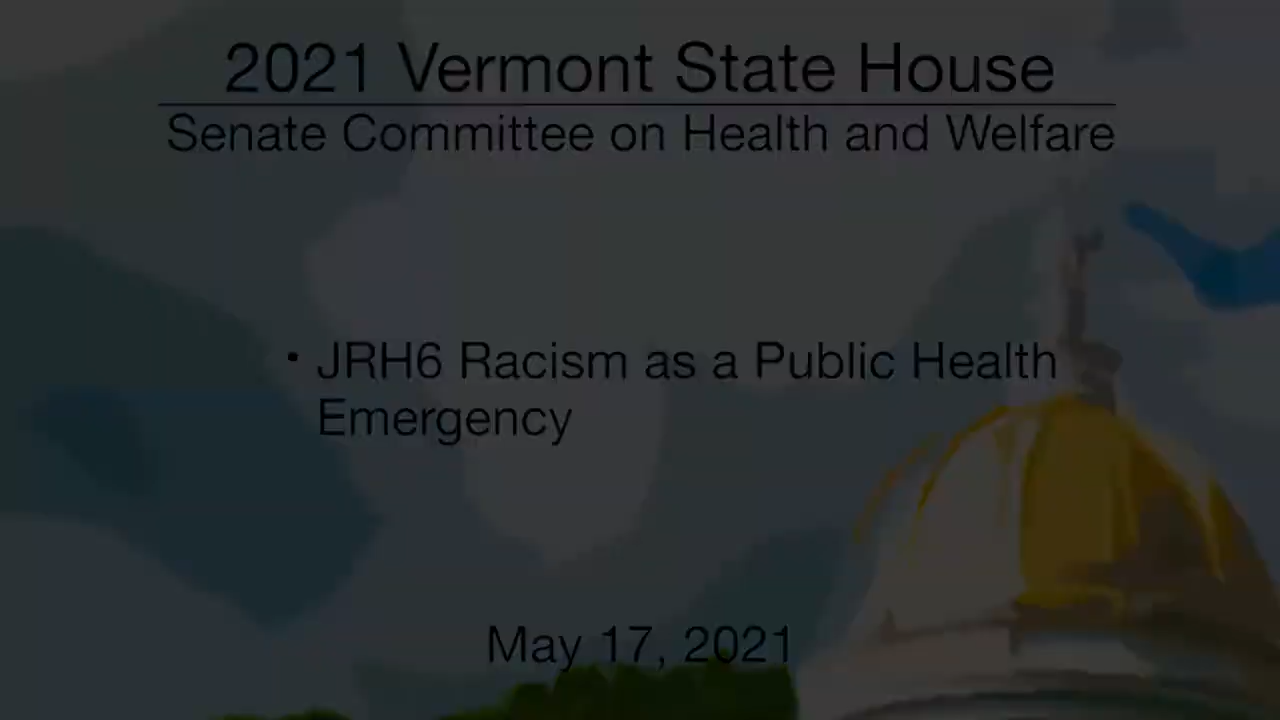 2021 Vermont State House
Senate Committee on Health and Welfare
• JRH6 Racism as a Public Health
Emergency
May 17, 2021